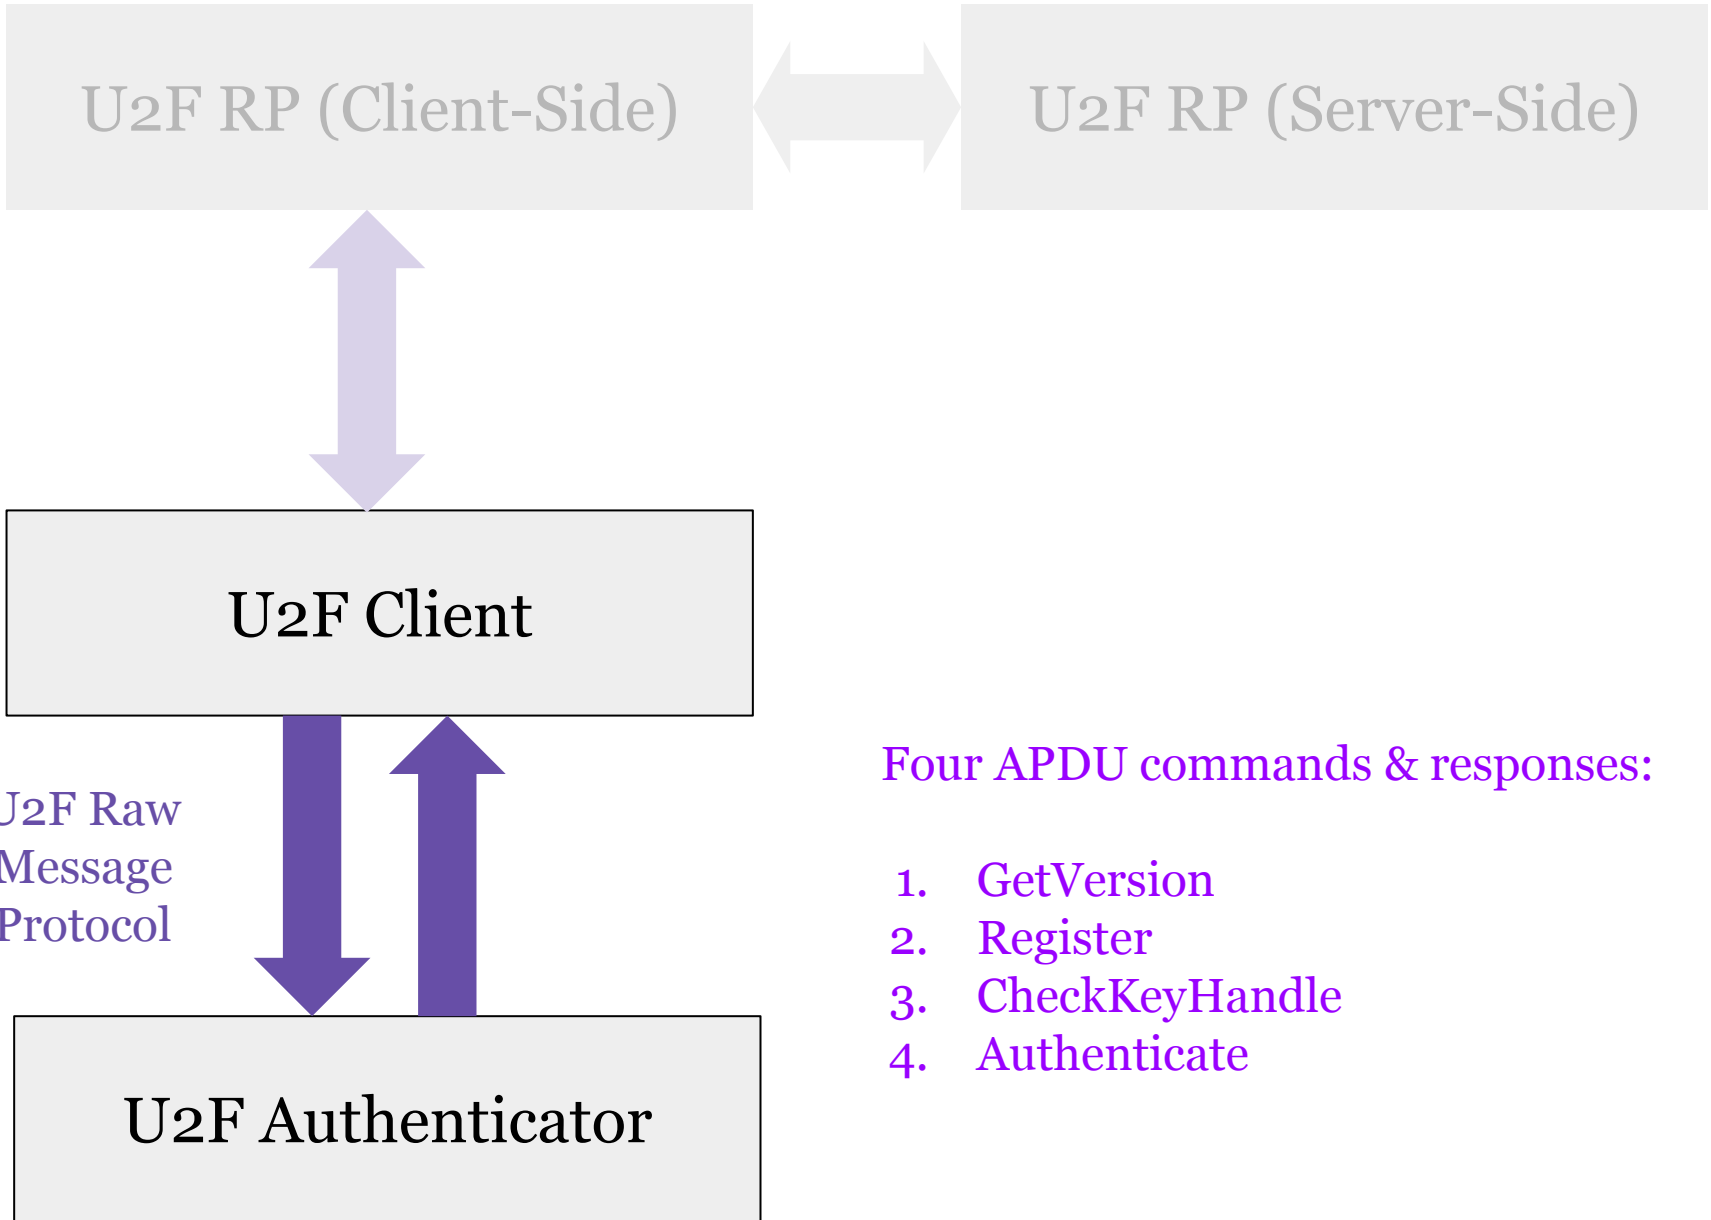 U2F RP (Client-Side)
U2F RP (Server-Side)
U2F Client
U2F Raw
Message
Protocol
Four APDU commands & responses:
1. GetVersion
2. Register
3. CheckKeyHandle
4. Authenticate
U2F Authenticator